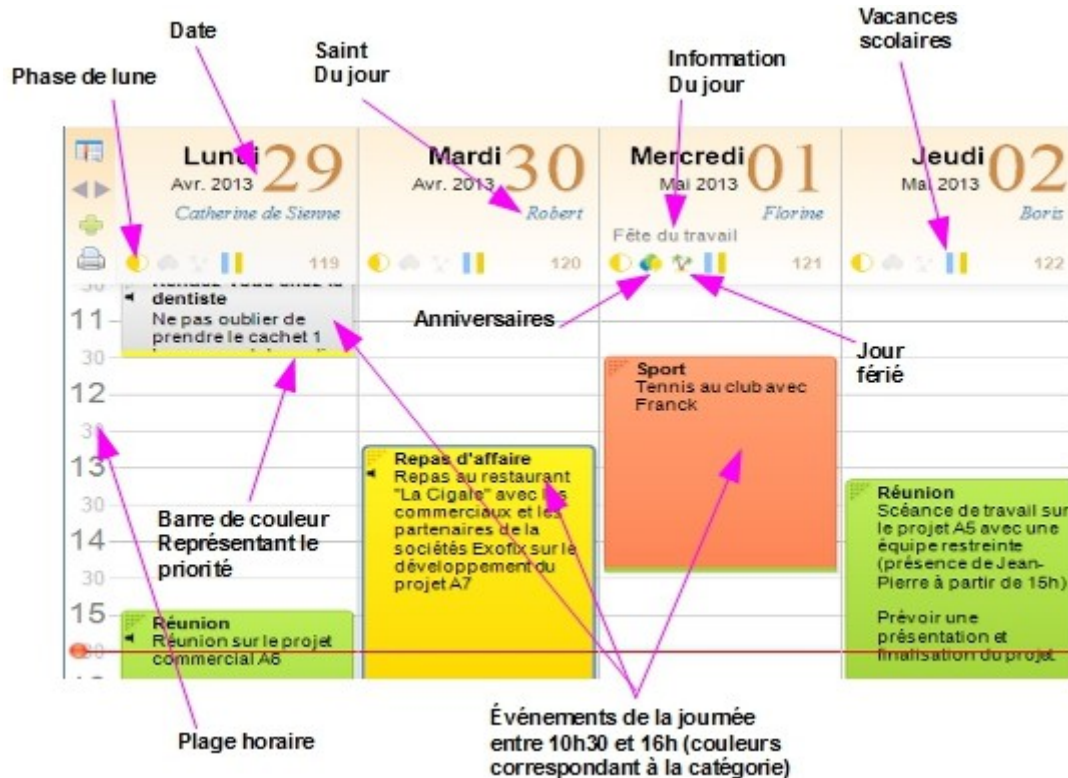 Date
Vacances
scolaires
Saint
Du jour
Information
Du jour
Phase de lune
Lundi 29
Avr. 2013
Catherine de Sienne
119
Mardi 30
Avr. 2013
Robert
120
Mercredi 01
Mai 2013
Florine
Fête du travail
121
Jeudi 02
Mai 2013
Boris
122
Anniversaires
Jour
férié
11
30
12
30
13
30
14
30
15
30
dentiste
Ne pas oublier de
prendre le cachet 1
Sport
Tennis au club avec
Franck
Repas d'affaire
Repas au restaurant
"La Cigale" avec les
commerciaux et les
partenaires de la
sociétés Exofix sur le
développement du
projet A7
Réunion
Scéance de travail sur
le projet A5 avec une
équipe restreinte
(présence de Jean-
Pierre à partir de 15h)
Prévoir une
présentation et
finalisation du projet
Barre de couleur
Représentant le
priorité
Réunion
Réunion sur le projet
commercial A6
Plage horaire
Événements de la journée
entre 10h30 et 16h (couleurs
correspondant à la catégorie)